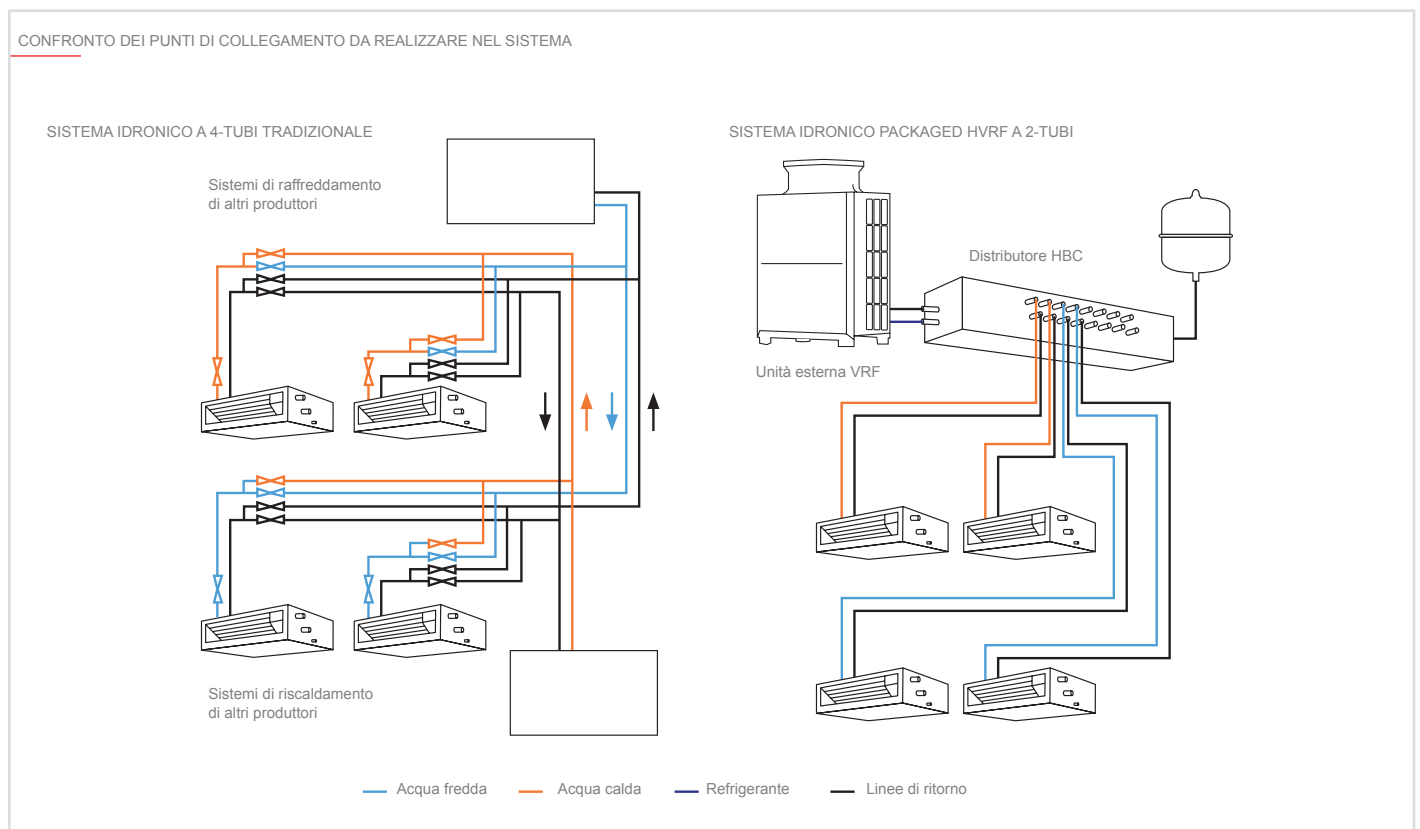 CONFRONTO DEI PUNTI DI COLLEGAMENTO DA REALIZZARE NEL SISTEMA
SISTEMA IDRONICO A 4-TUBI TRADIZIONALE
Sistemi di raffreddamento
di altri produttori
Sistemi di riscaldamento
di altri produttori
SISTEMA IDRONICO PACKAGED HVRF A 2-TUBI
Distributore HBC
Unità esterna VRF
Acqua fredda
Acqua calda
Refrigerante
Linee di ritorno